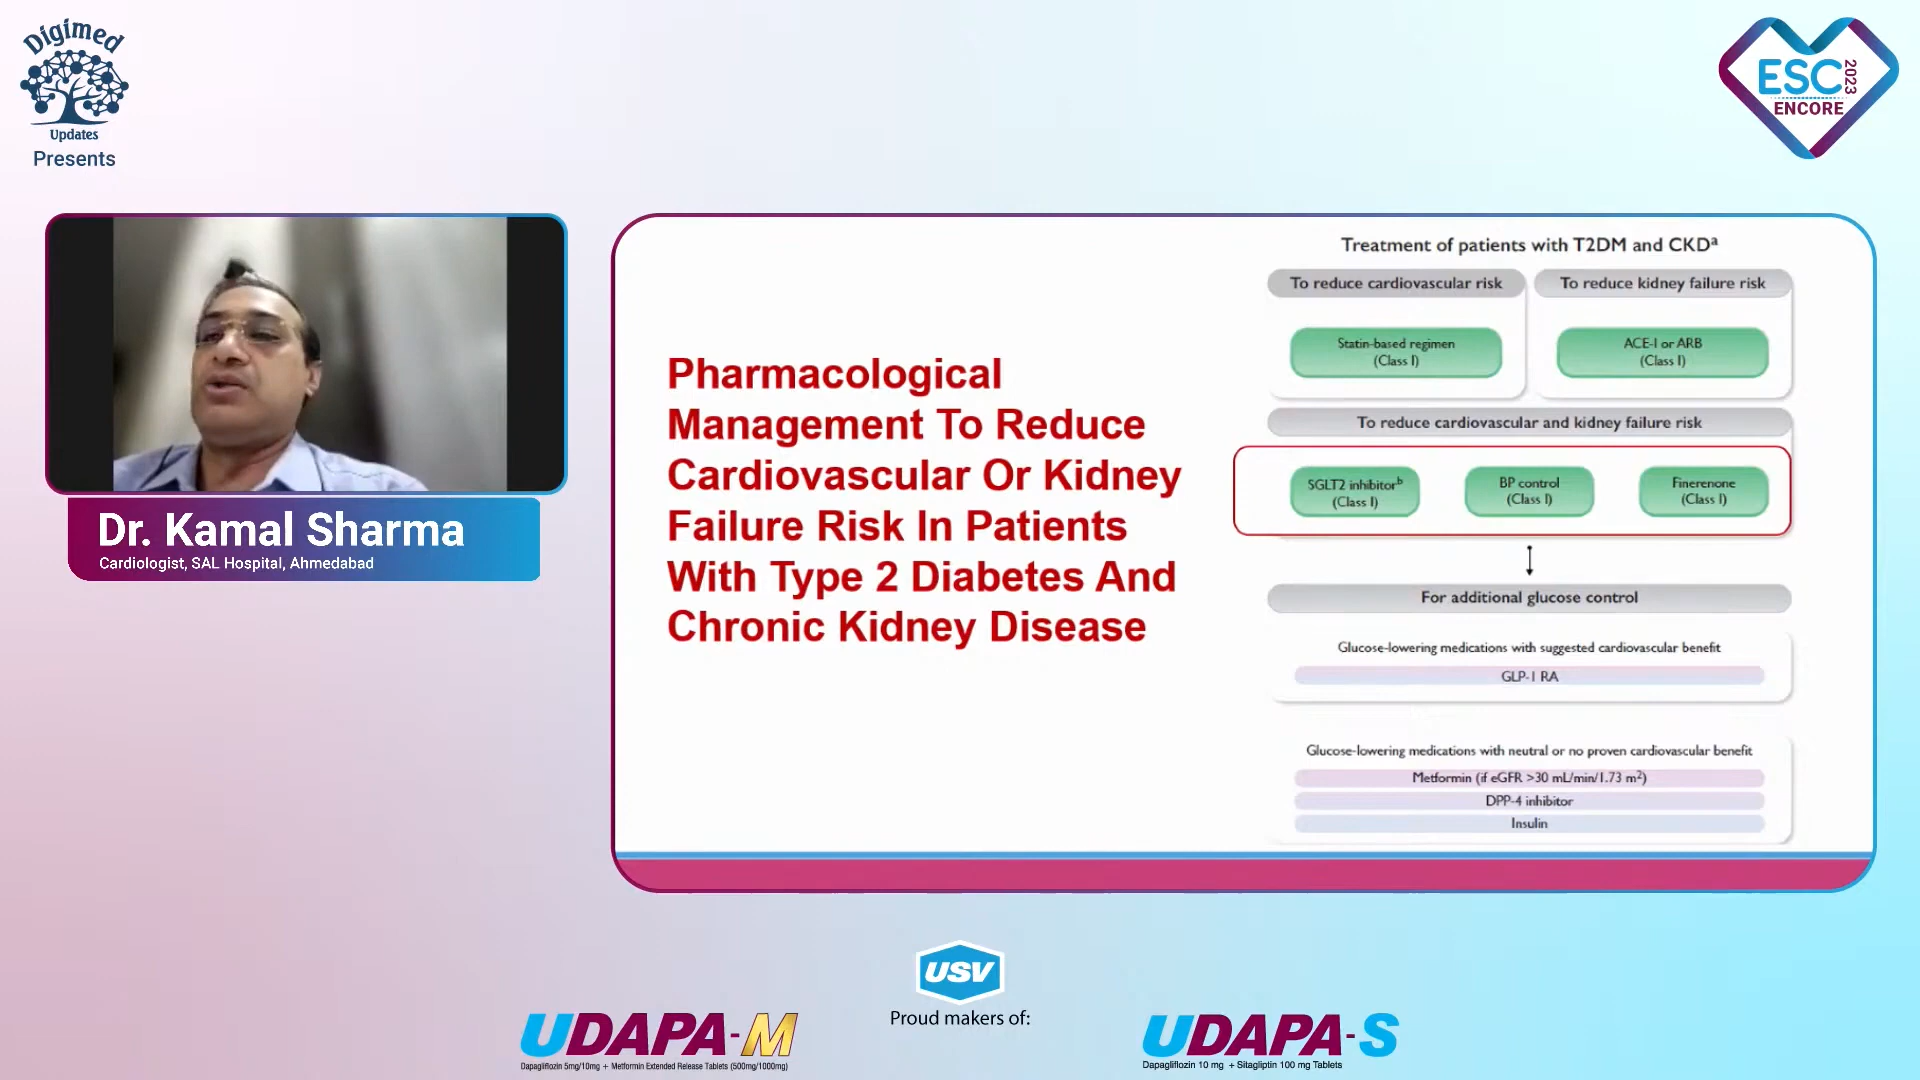 Digimed
Updates
Presents
ESC 2023
ENCORE
Dr. Kamal Sharma
Cardiologist, SAL Hospital, Ahmedabad
Pharmacological
Management To Reduce
Cardiovascular Or Kidney
Failure Risk In Patients
With Type 2 Diabetes And
Chronic Kidney Disease
Treatment of patients with T2DM and CKDᵃ
To reduce cardiovascular risk
To reduce kidney failure risk
Statin-based regimen
(Class I)
ACE-I or ARB
(Class I)
To reduce cardiovascular and kidney failure risk
SGLT2 inhibitorᵇ
(Class I)
BP control
(Class I)
Finerenone
(Class I)
For additional glucose control
Glucose-lowering medications with suggested cardiovascular benefit
GLP-1 RA
Glucose-lowering medications with neutral or no proven cardiovascular benefit
Metformin (if eGFR >30 mL/min/1.73 m²)
DPP-4 inhibitor
Insulin
USV
Proud makers of:
UDAPA-M
Dapagliflozin 5mg/10mg + Metformin Extended Release Tablets (500mg/1000mg)
UDAPA-S
Dapagliflozin 10 mg + Sitagliptin 100 mg Tablets